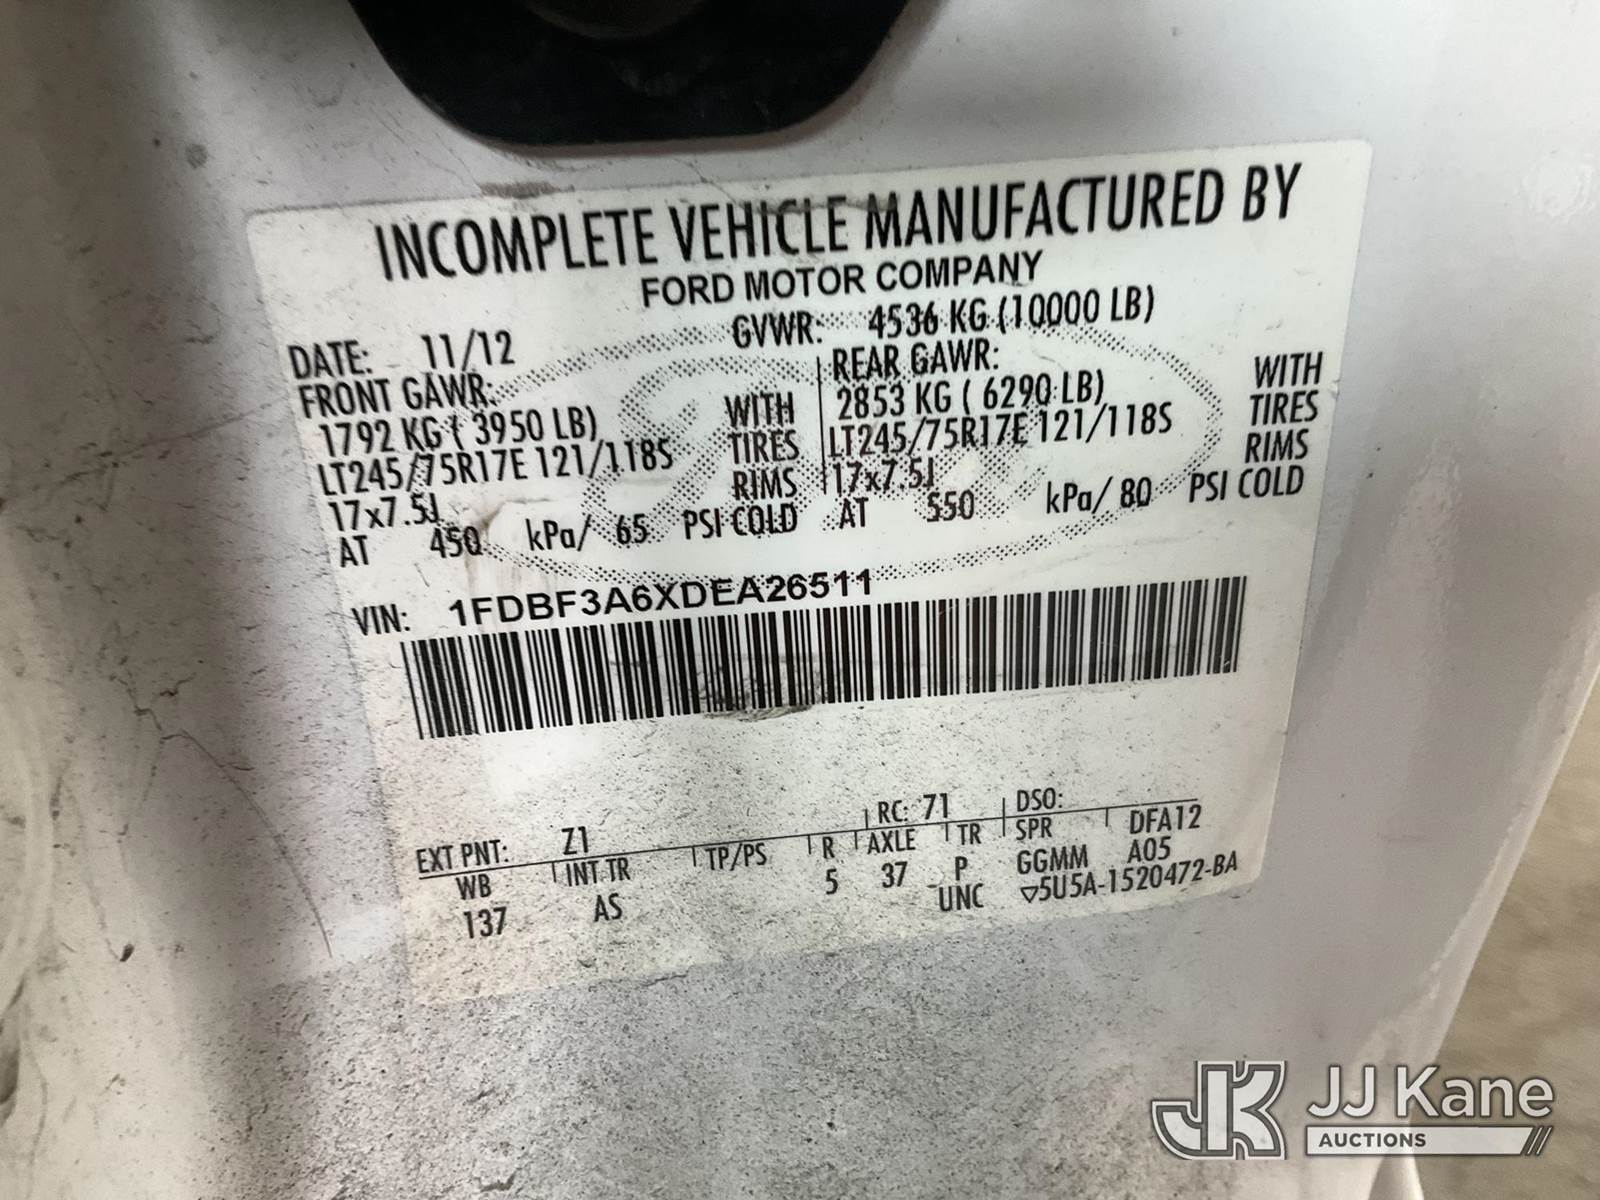 INCOMPLETE VEHICLE MANUFACTURED BY
FORD MOTOR COMPANY
DATE: 11/12 GVWR: 4536 KG (10000 LB)
FRONT GAWR: REAR GAWR:
1792 KG ( 3950 LB) WITH 2853 KG ( 6290 LB) WITH
LT245/75R17E 121/118S TIRES LT245/75R17E 121/118S TIRES
17x7.5J RIMS 17x7.5J RIMS
AT 450 kPa/ 65 PSI COLD AT 550 kPa/ 80 PSI COLD
VIN: 1FDBF3A6XDEA26511
EXT PNT: Z1 RC: 71 DSO:
WB INT TR TP/PS R AXLE TR SPR DFA12
137 AS 5 37 P GGMM A05
UNC ▽5U5A-1520472-BA
JK JJ Kane
AUCTIONS